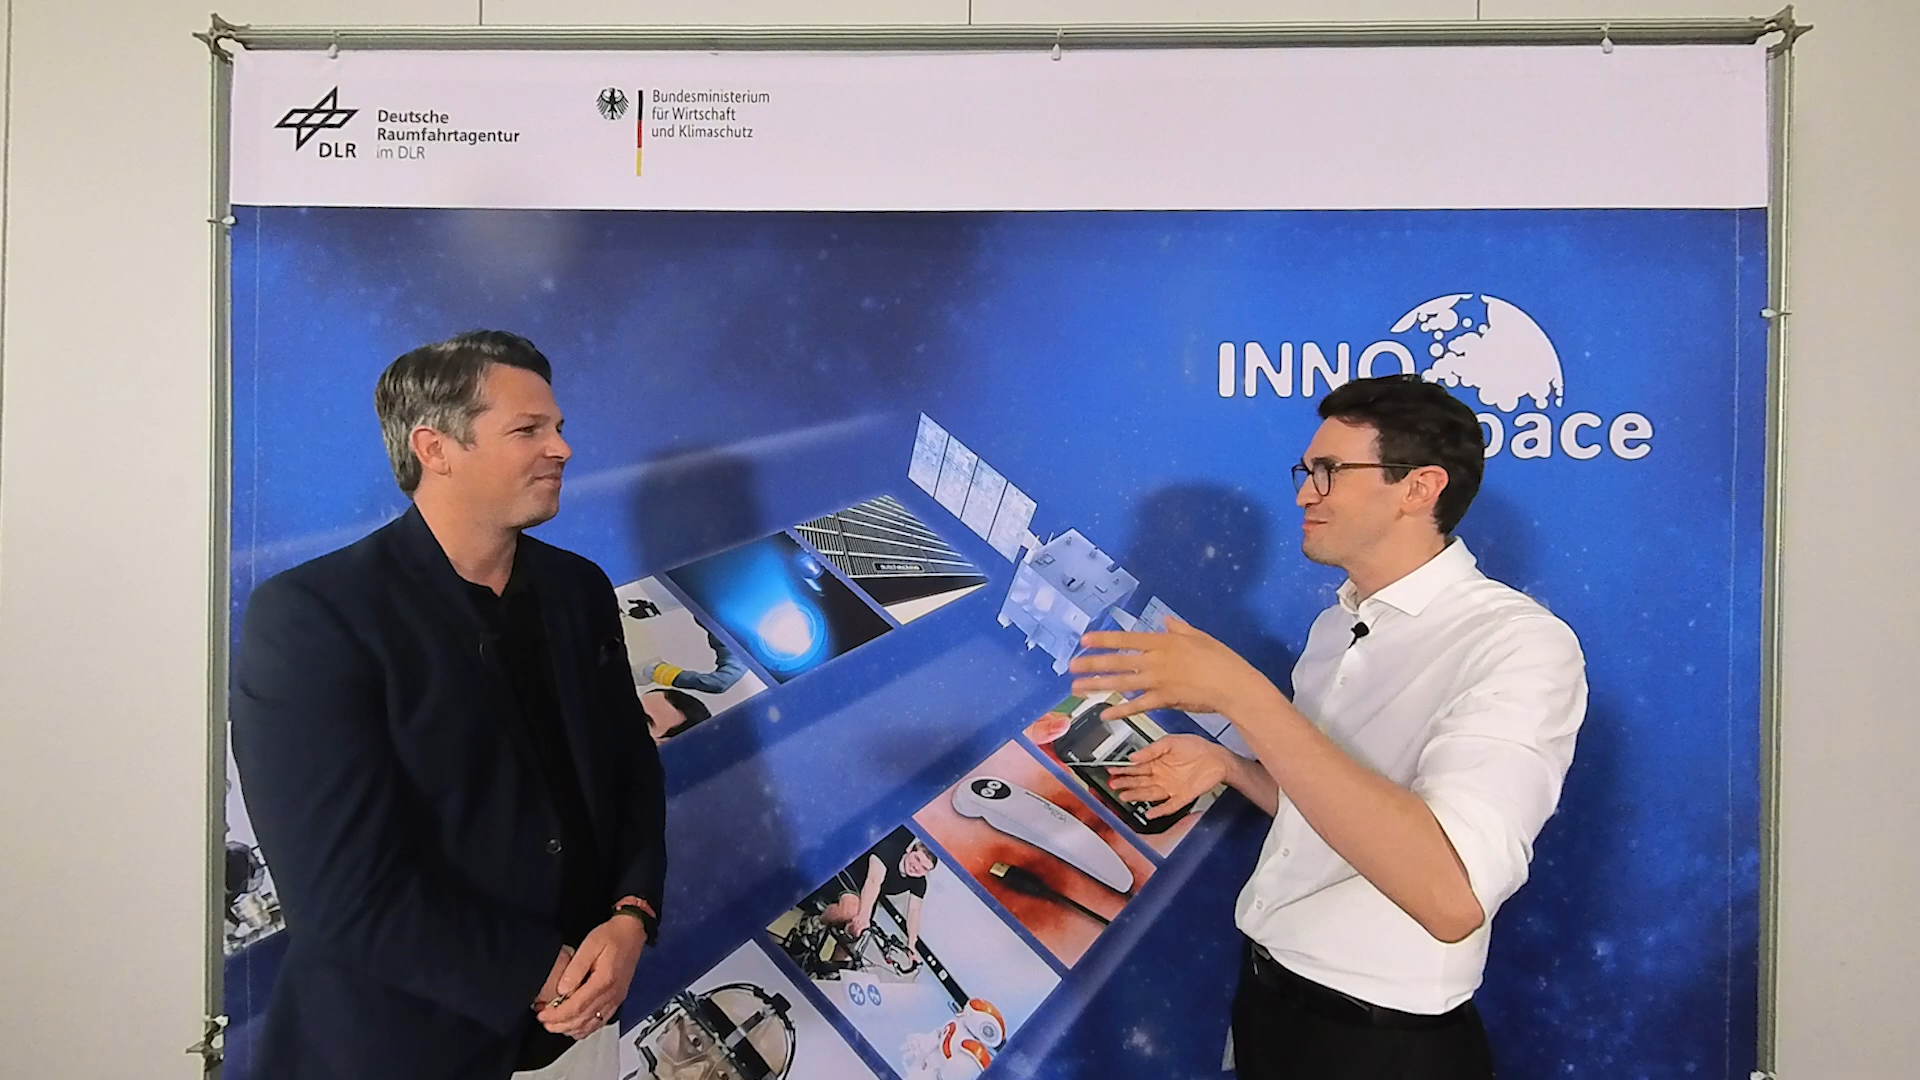 DLR
Deutsche
Raumfahrtagentur
im DLR
Bundesministerium
für Wirtschaft
und Klimaschutz
INNO
pace